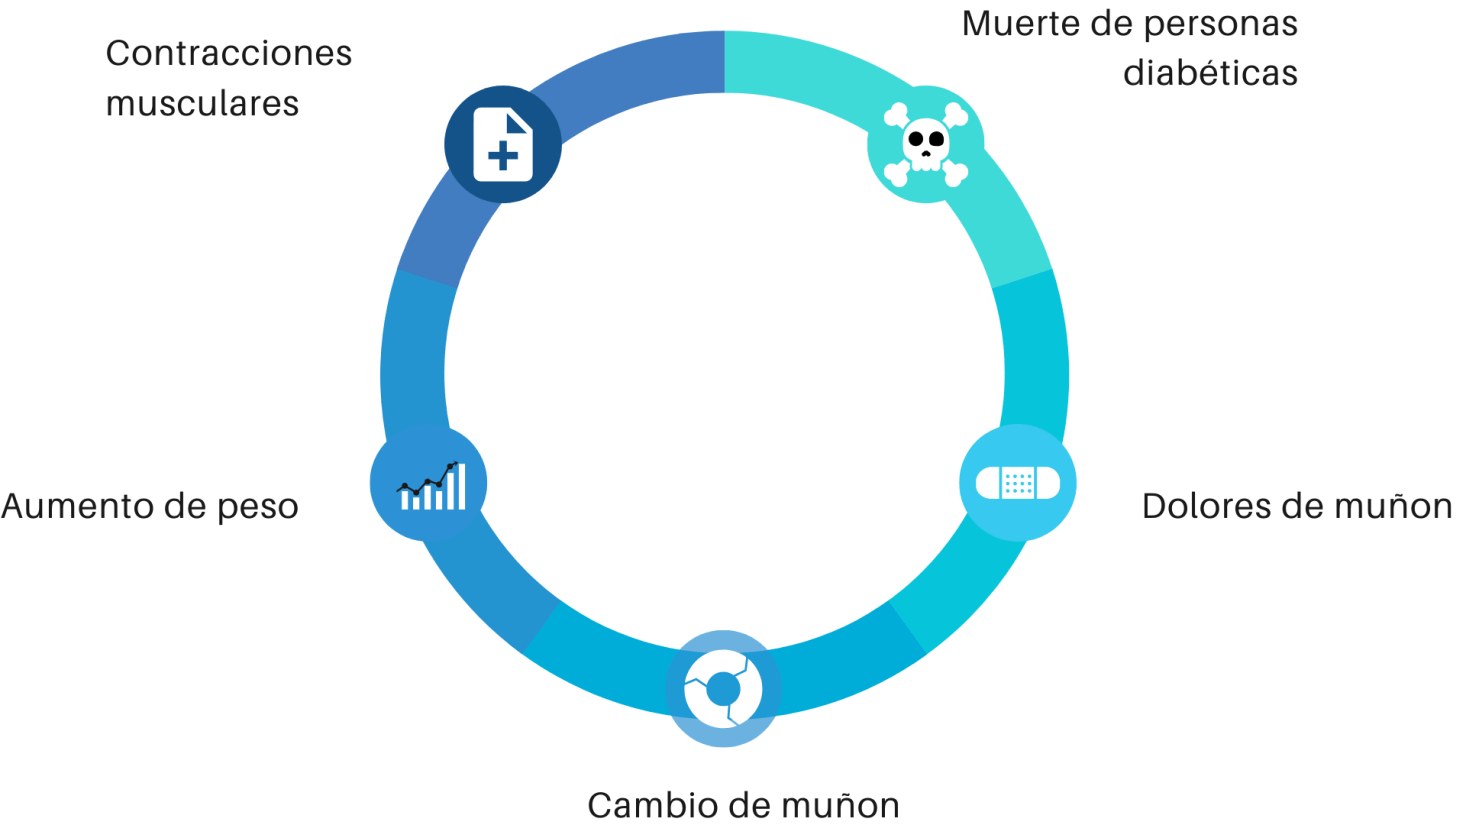 Contracciones
musculares
Muerte de personas
diabéticas
Aumento de peso
Dolores de muñon
Cambio de muñon